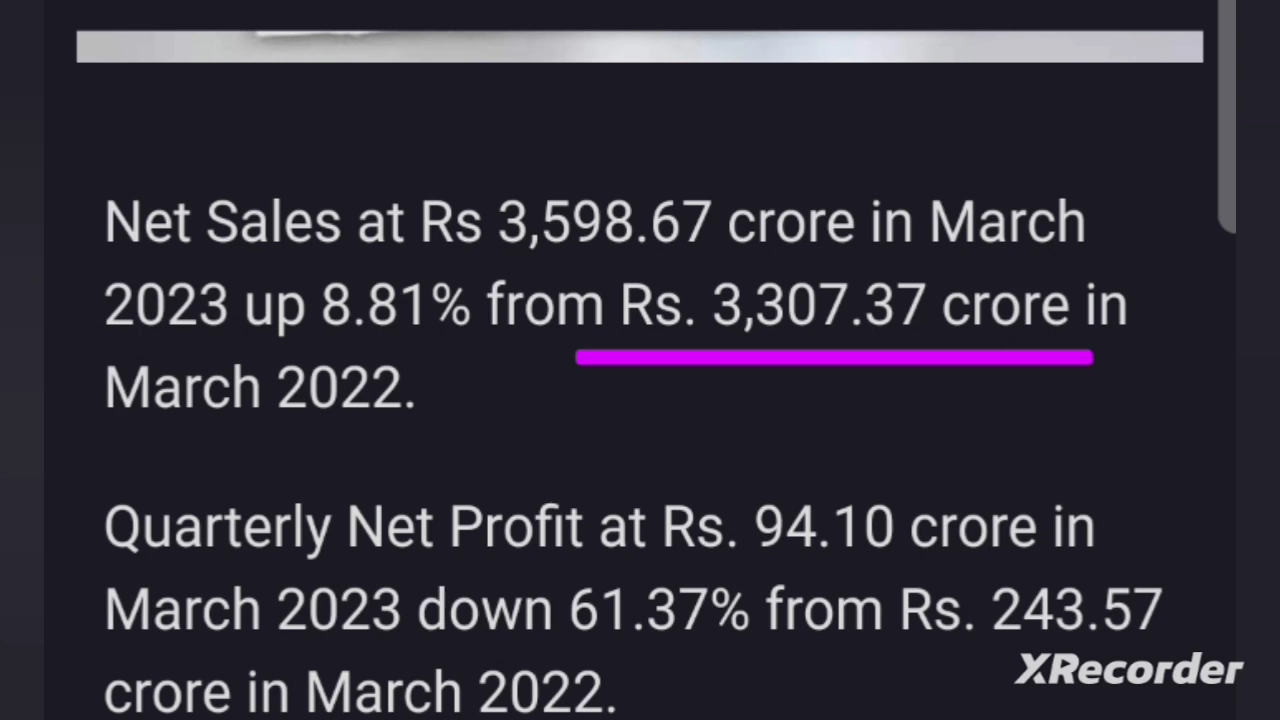 Net Sales at Rs 3,598.67 crore in March
2023 up 8.81% from Rs. 3,307.37 crore in
March 2022.
Quarterly Net Profit at Rs. 94.10 crore in
March 2023 down 61.37% from Rs. 243.57
crore in March 2022.
XRecorder